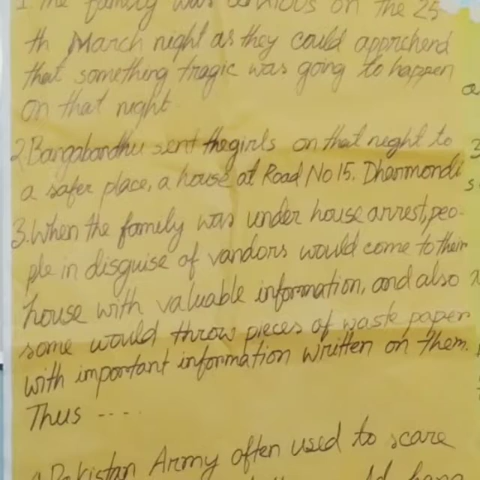 1 The family was anxious on the 25
th March night as they could apprehend
that something tragic was going to happen
on that night
2. Bangabandhu sent the girls on that night to
a safer place, a house at Road No 15. Dhanmondi
3. When the family was under house arrest, peo-
ple in disguise of vandors would come to their
house with valuable information, and also
some would throw pieces of waste paper
with important information written on them.
Thus ----
4. Pakistan Army often used to scare